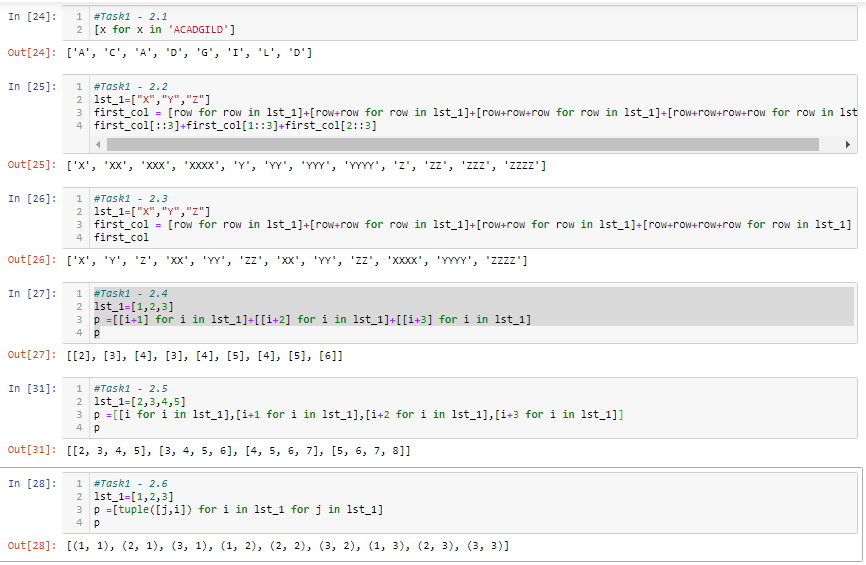 In [24]: 1 #Task1 - 2.1
2 [x for x in 'ACADGILD']
Out[24]: ['A', 'C', 'A', 'D', 'G', 'I', 'L', 'D']
In [25]: 1 #Task1 - 2.2
2 lst_1=["X","Y","Z"]
3 first_col = [row for row in lst_1]+[row+row for row in lst_1]+[row+row+row for row in lst_1]+[row+row+row+row for row in lst
4 first_col[::3]+first_col[1::3]+first_col[2::3]
Out[25]: ['X', 'XX', 'XXX', 'XXXX', 'Y', 'YY', 'YYY', 'YYYY', 'Z', 'ZZ', 'ZZZ', 'ZZZZ']
In [26]: 1 #Task1 - 2.3
2 lst_1=["X","Y","Z"]
3 first_col = [row for row in lst_1]+[row+row for row in lst_1]+[row+row for row in lst_1]+[row+row+row+row for row in lst_1]
4 first_col
Out[26]: ['X', 'Y', 'Z', 'XX', 'YY', 'ZZ', 'XX', 'YY', 'ZZ', 'XXXX', 'YYYY', 'ZZZZ']
In [27]: 1 #Task1 - 2.4
2 lst_1=[1,2,3]
3 p =[[i+1] for i in lst_1]+[[i+2] for i in lst_1]+[[i+3] for i in lst_1]
4 p
Out[27]: [[2], [3], [4], [3], [4], [5], [4], [5], [6]]
In [31]: 1 #Task1 - 2.5
2 lst_1=[2,3,4,5]
3 p =[[i for i in lst_1],[i+1 for i in lst_1],[i+2 for i in lst_1],[i+3 for i in lst_1]]
4 p
Out[31]: [[2, 3, 4, 5], [3, 4, 5, 6], [4, 5, 6, 7], [5, 6, 7, 8]]
In [28]: 1 #Task1 - 2.6
2 lst_1=[1,2,3]
3 p =[tuple([j,i]) for i in lst_1 for j in lst_1]
4 p
Out[28]: [(1, 1), (2, 1), (3, 1), (1, 2), (2, 2), (3, 2), (1, 3), (2, 3), (3, 3)]